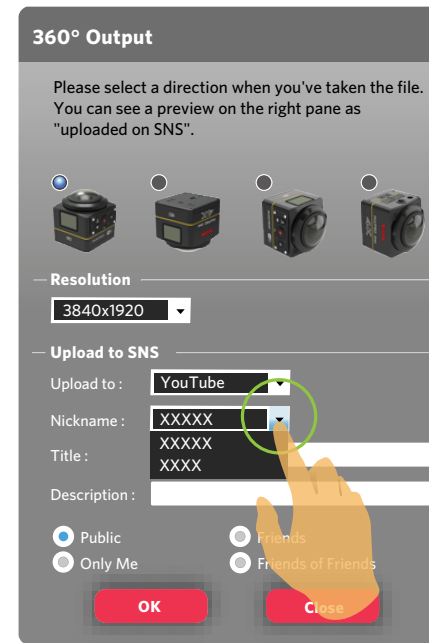 360° Output
Please select a direction when you've taken the file.
You can see a preview on the right pane as
"uploaded on SNS".
Resolution
3840x1920
Upload to SNS
Upload to : YouTube
Nickname : XXXXX
XXXXX
Title :
XXXX
Description :
Public Friends
Only Me Friends of Friends
OK Close